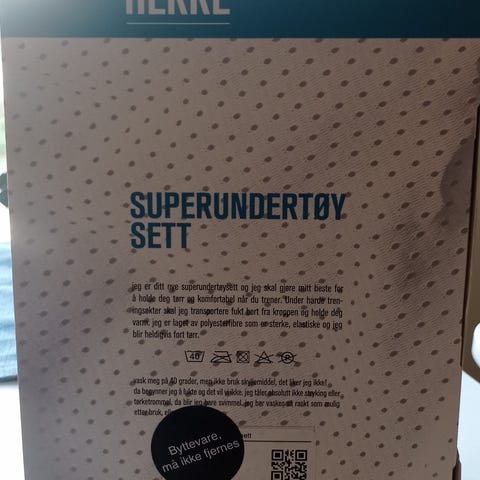 HERRE
SUPERUNDERTØY
SETT
jeg er ditt nye superundertøysett og jeg skal gjøre mitt beste for
å holde deg tørr og komfortabel når du trener. Under harde tren-
ingsøkter skal jeg transportere fukt bort fra kroppen og holde deg
varm. jeg er laget av polyesterfibre som er sterke, elastiske og jeg
blir heldigvis fort tørr.
40
vask meg på 40 grader, men ikke bruk skyllemiddel, det liker jeg ikke!
da begynner jeg å lukte og det vil vi ikke. jeg tåler absolutt ikke stryking eller
tørketrommel, da blir jeg bare svimmel. jeg bør vaskes så raskt som mulig
etter bruk,
sett
Byttevare,
må ikke fjernes